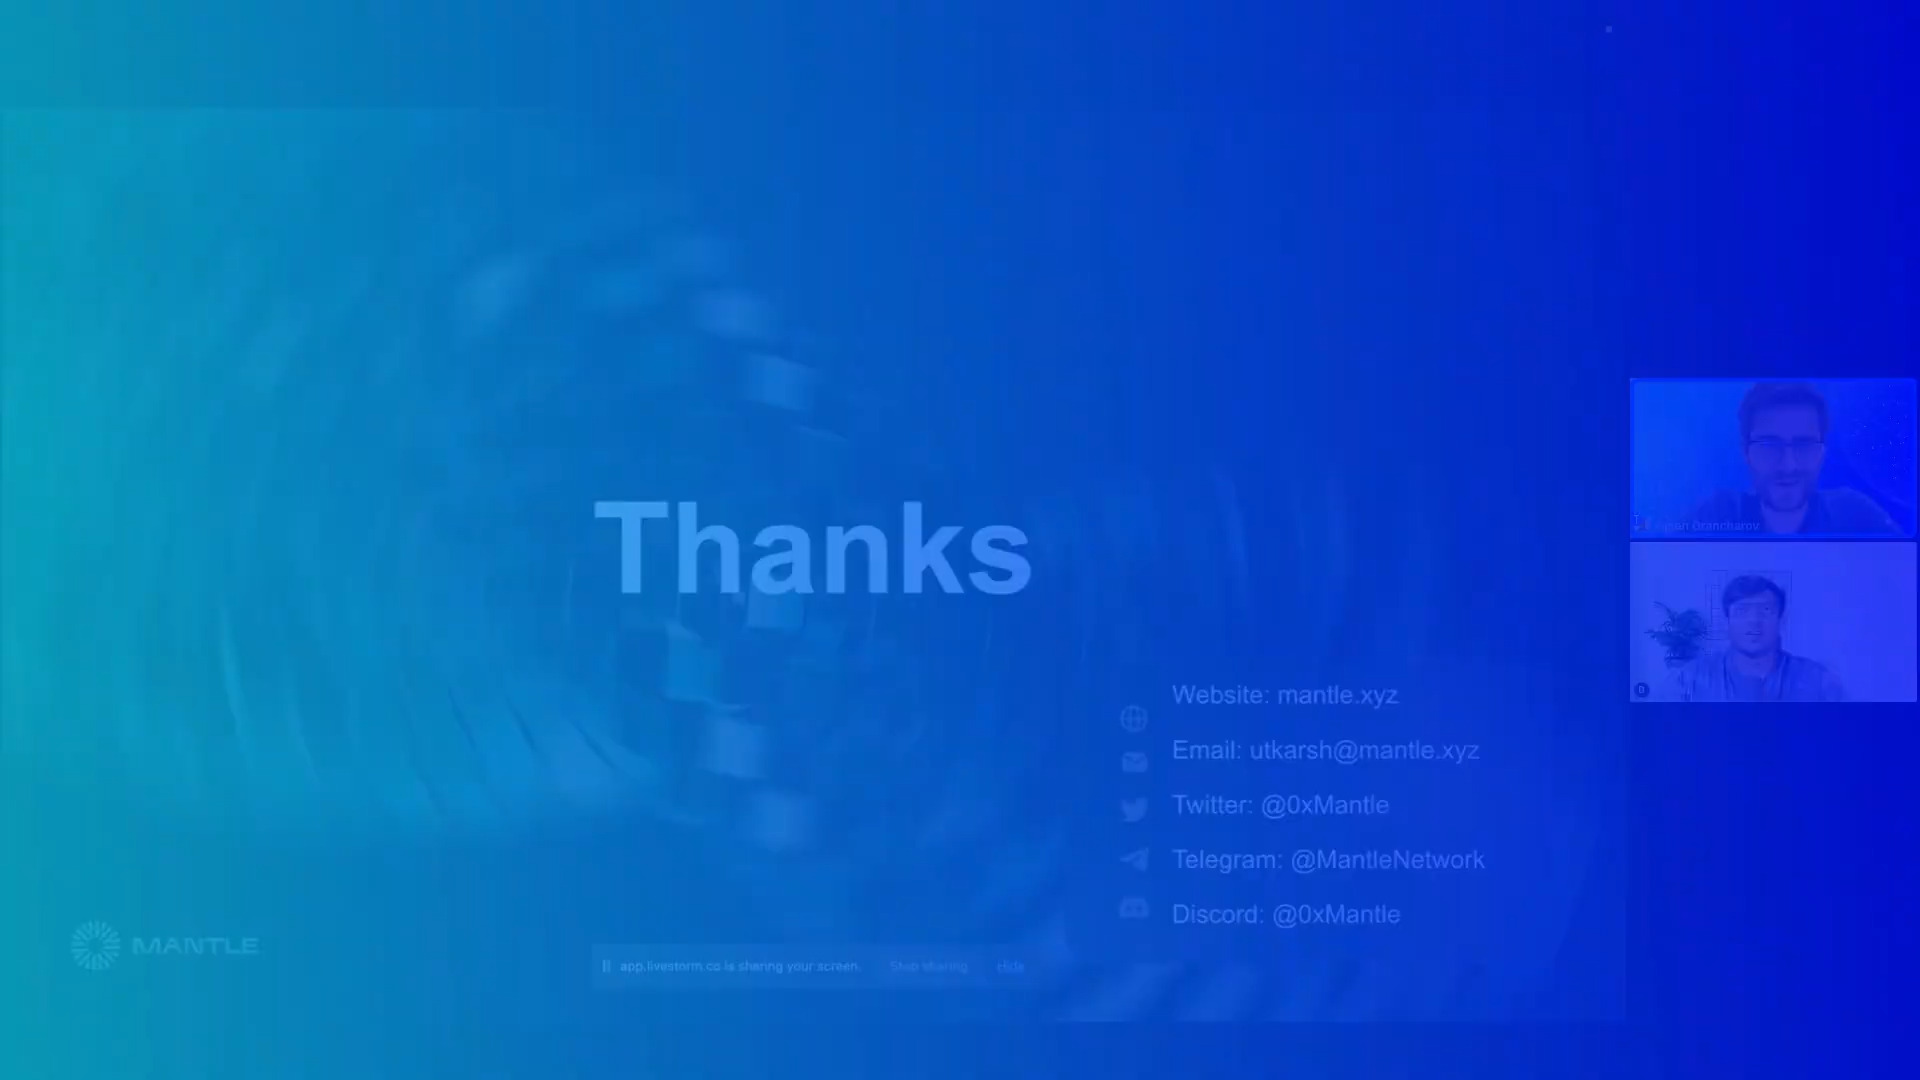 Thanks
Website: mantle.xyz
Email: utkarsh@mantle.xyz
Twitter: @0xMantle
Telegram: @MantleNetwork
Discord: @0xMantle
MANTLE
app.livestorm.co is sharing your screen. Stop sharing Hide